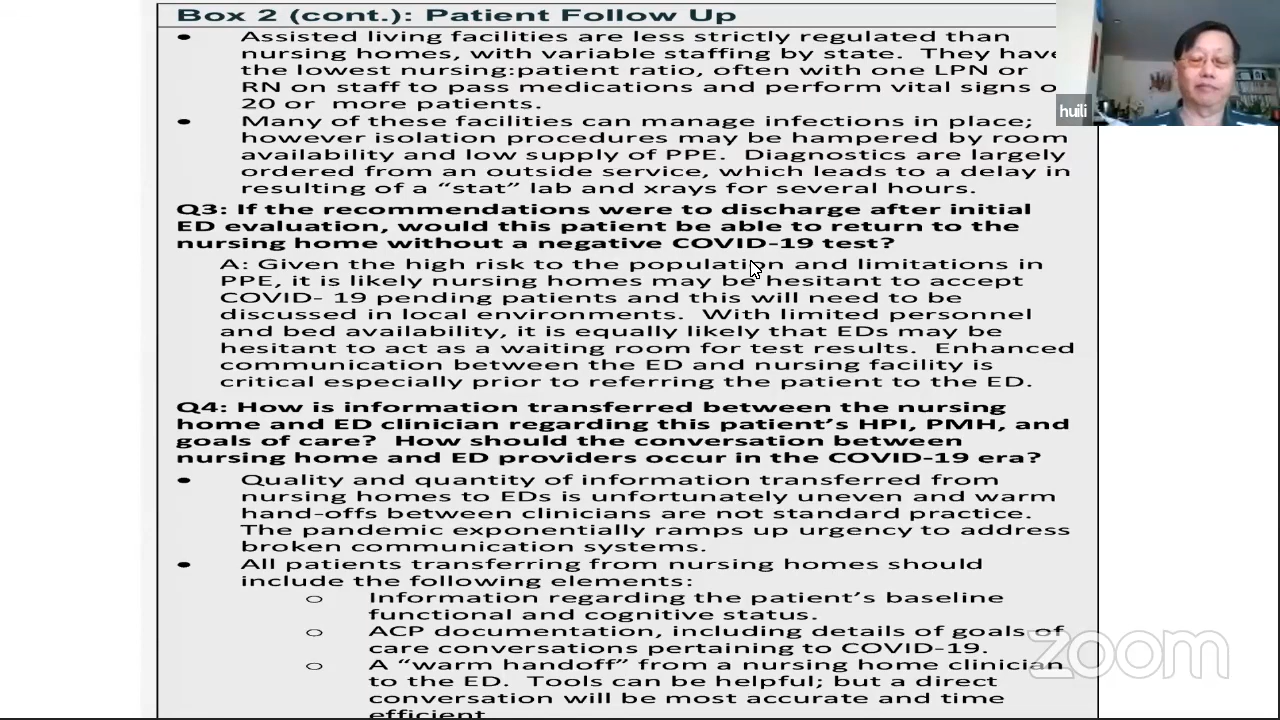 Box 2 (cont.): Patient Follow Up
• Assisted living facilities are less strictly regulated than
nursing homes, with variable staffing by state. They have
the lowest nursing:patient ratio, often with one LPN or
RN on staff to pass medications and perform vital signs o
20 or more patients.
• Many of these facilities can manage infections in place;
however isolation procedures may be hampered by room
availability and low supply of PPE. Diagnostics are largely
ordered from an outside service, which leads to a delay in
resulting of a “stat” lab and xrays for several hours.
Q3: If the recommendations were to discharge after initial
ED evaluation, would this patient be able to return to the
nursing home without a negative COVID-19 test?
A: Given the high risk to the population and limitations in
PPE, it is likely nursing homes may be hesitant to accept
COVID- 19 pending patients and this will need to be
discussed in local environments. With limited personnel
and bed availability, it is equally likely that EDs may be
hesitant to act as a waiting room for test results. Enhanced
communication between the ED and nursing facility is
critical especially prior to referring the patient to the ED.
Q4: How is information transferred between the nursing
home and ED clinician regarding this patient’s HPI, PMH, and
goals of care? How should the conversation between
nursing home and ED providers occur in the COVID-19 era?
• Quality and quantity of information transferred from
nursing homes to EDs is unfortunately uneven and warm
hand-offs between clinicians are not standard practice.
The pandemic exponentially ramps up urgency to address
broken communication systems.
• All patients transferring from nursing homes should
include the following elements:
○ Information regarding the patient’s baseline
functional and cognitive status.
○ ACP documentation, including details of goals of
care conversations pertaining to COVID-19.
○ A “warm handoff” from a nursing home clinician
to the ED. Tools can be helpful; but a direct
conversation will be most accurate and time
efficient
huili
zoom